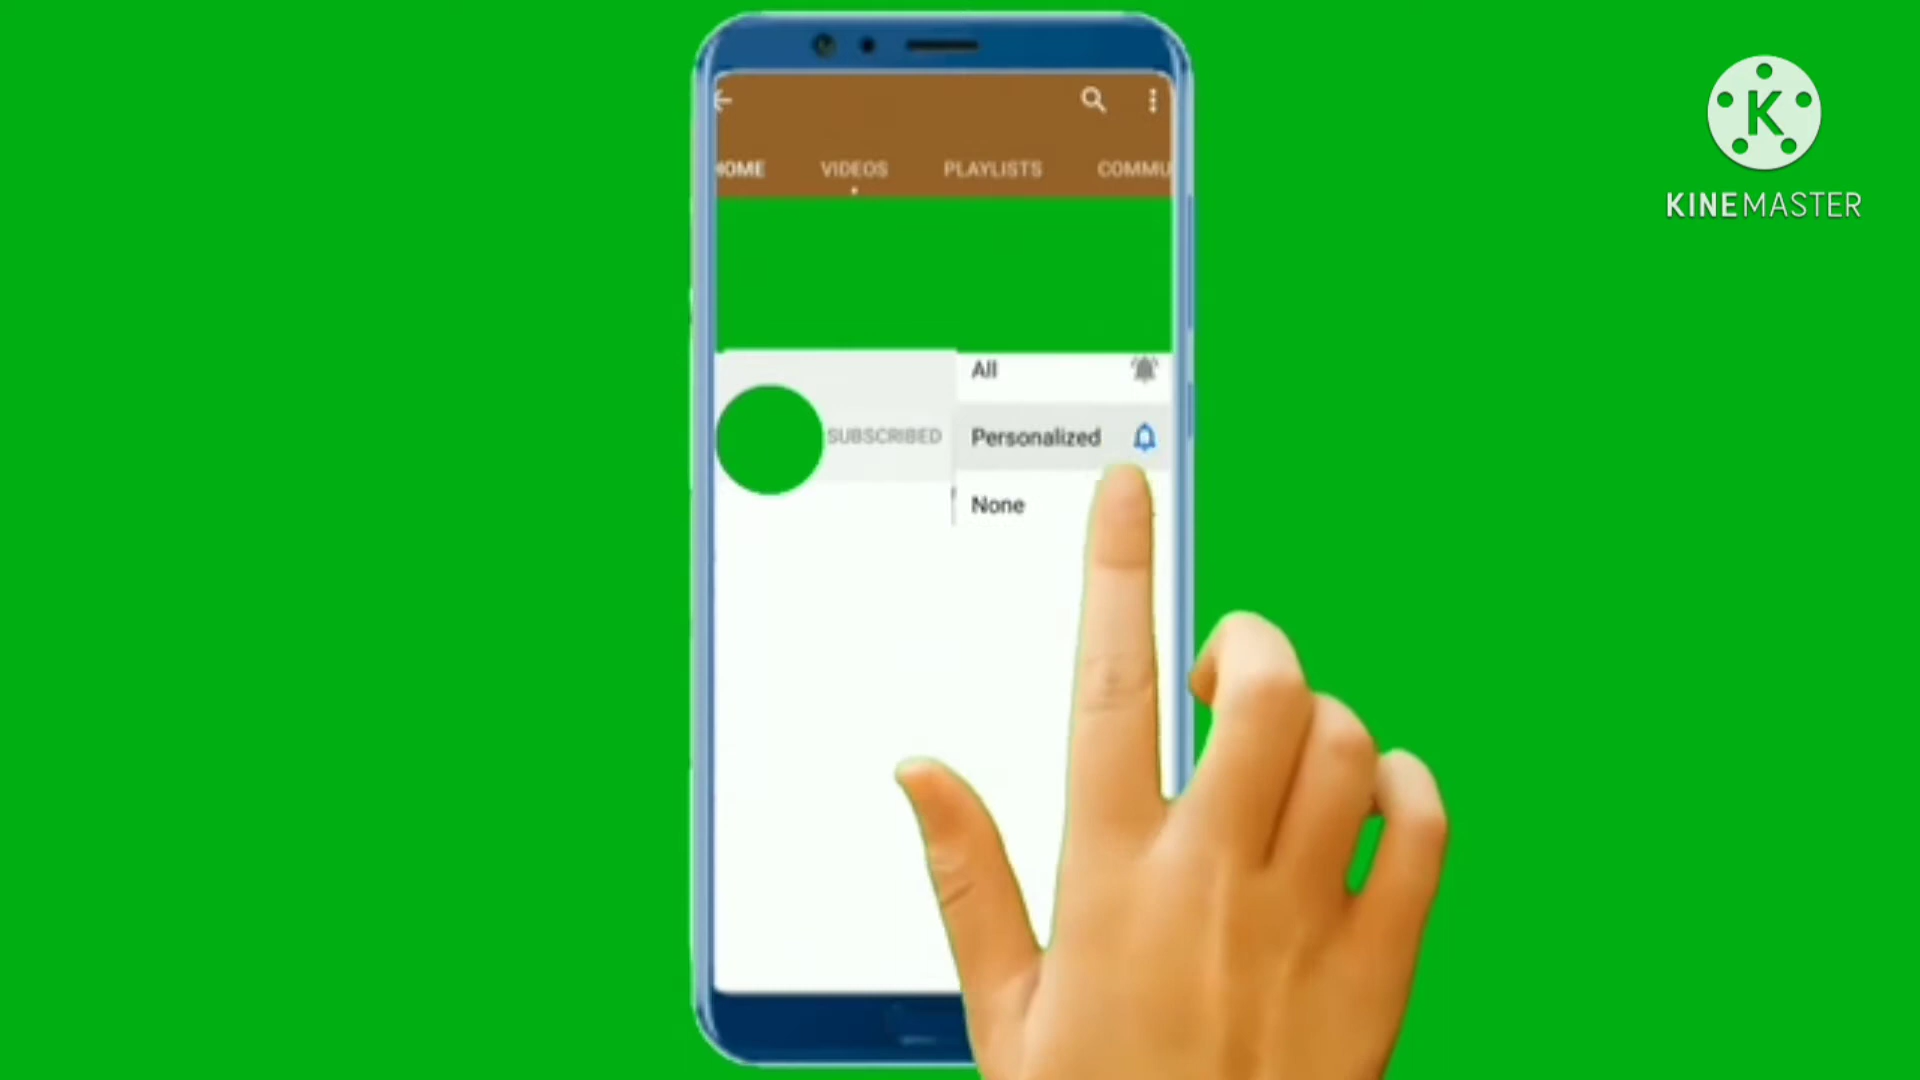 KINEMASTER
HOME VIDEOS PLAYLISTS COMMU
All
SUBSCRIBED Personalized
None